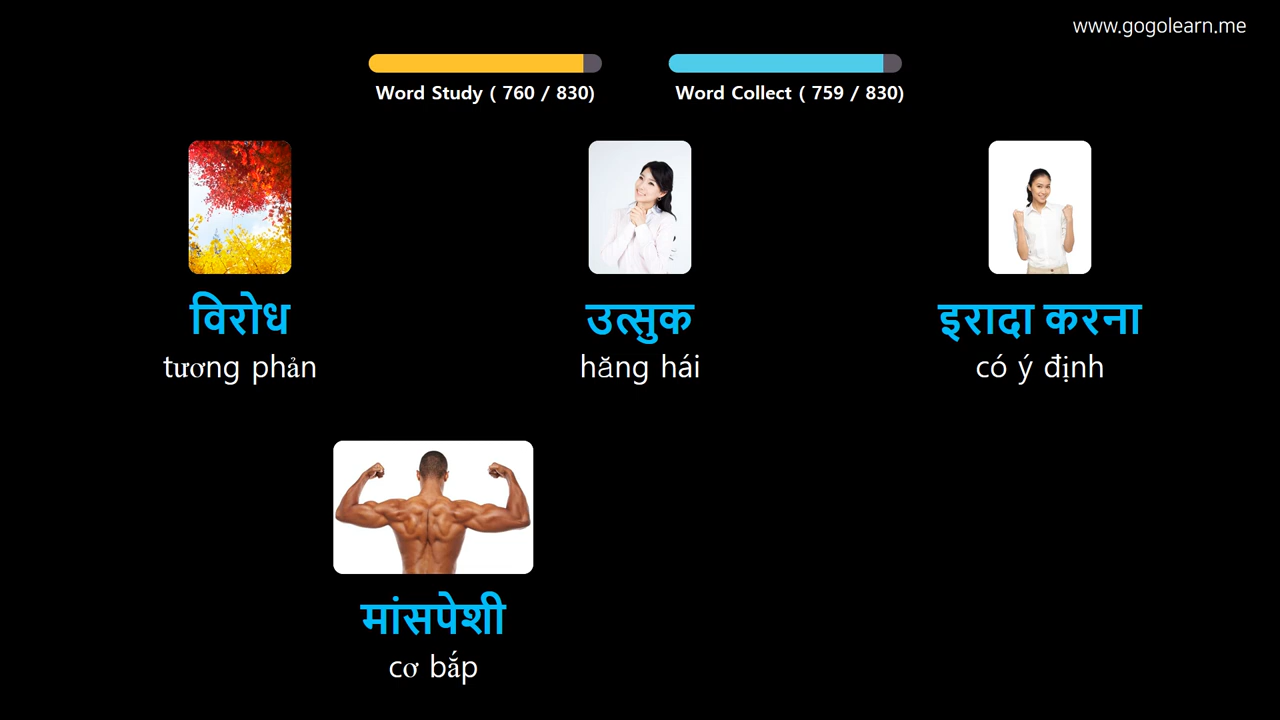 www.gogolearn.me
Word Study ( 760 / 830)
Word Collect ( 759 / 830)
विरोध
tương phản
उत्सुक
hăng hái
इरादा करना
có ý định
मांसपेशी
cơ bắp